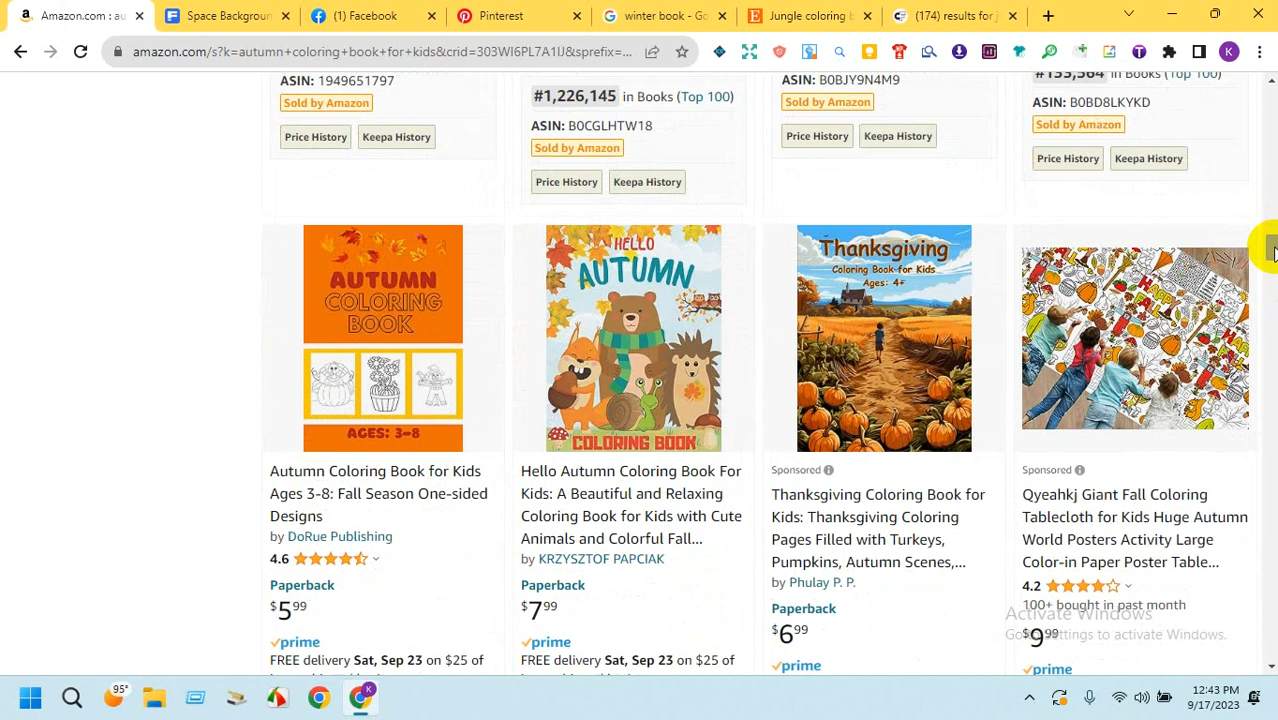 Amazon.com : au
Space Backgroun
(1) Facebook
Pinterest
winter book - Go
Jungle coloring b
(174) results for j
amazon.com/s?k=autumn+coloring+book+for+kids&crid=303WI6PL7A1U&sprefix=...
ASIN: 1949651797
Sold by Amazon
Price History
Keepa History
#1,226,145 in Books (Top 100)
ASIN: B0CGLHTW18
Sold by Amazon
Price History
Keepa History
ASIN: B0BJY9N4M9
Sold by Amazon
Price History
Keepa History
#133,564 in Books (Top 100)
ASIN: B0BD8LKYKD
Sold by Amazon
Price History
Keepa History
AUTUMN
COLORING
BOOK
AGES: 3-8
HELLO
AUTUMN
COLORING BOOK
Thanksgiving
Coloring Book for Kids
Ages: 4+
HAPPY
FALL
Autumn Coloring Book for Kids
Ages 3-8: Fall Season One-sided
Designs
by DoRue Publishing
4.6
Paperback
$5.99
prime
FREE delivery Sat, Sep 23 on $25 of
Hello Autumn Coloring Book For
Kids: A Beautiful and Relaxing
Coloring Book for Kids with Cute
Animals and Colorful Fall...
by KRZYSZTOF PAPCIAK
Paperback
$7.99
prime
FREE delivery Sat, Sep 23 on $25 of
Sponsored
Thanksgiving Coloring Book for
Kids: Thanksgiving Coloring
Pages Filled with Turkeys,
Pumpkins, Autumn Scenes,...
by Phulay P. P.
Paperback
$6.99
prime
Sponsored
Qyeahkj Giant Fall Coloring
Tablecloth for Kids Huge Autumn
World Posters Activity Large
Color-in Paper Poster Table...
4.2
100+ bought in past month
$9.99
prime
Activate Windows
Go to Settings to activate Windows.
95°
12:43 PM
9/17/2023